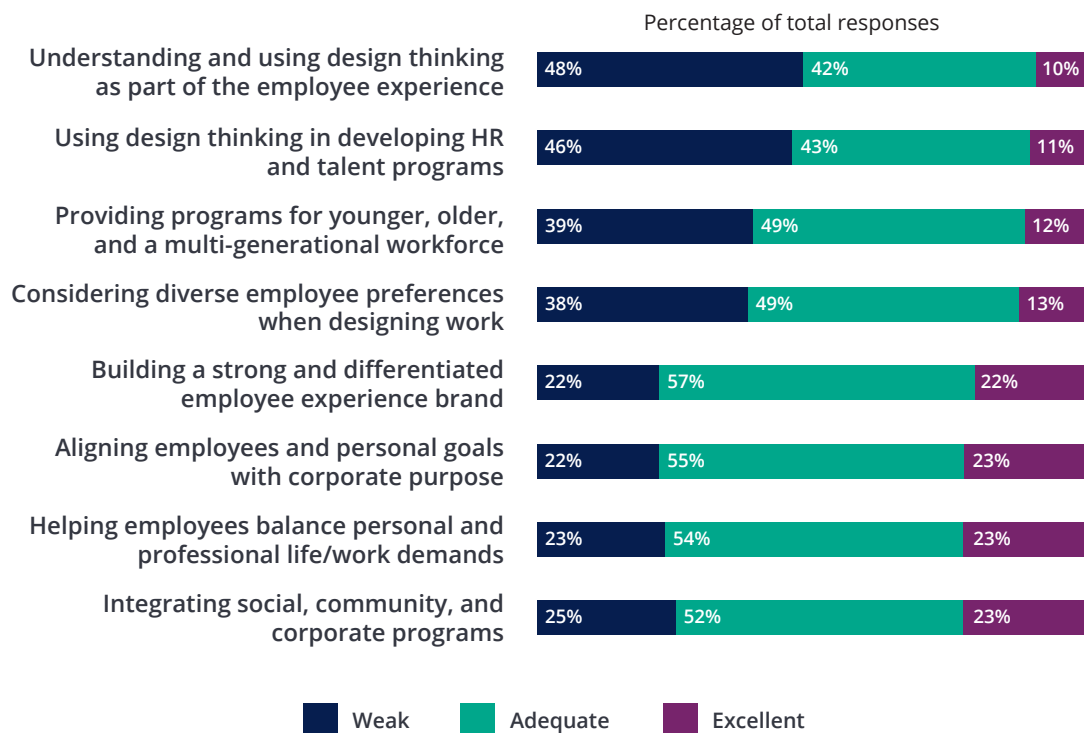 Percentage of total responses
Understanding and using design thinking
as part of the employee experience
48% 42% 10%
Using design thinking in developing HR
and talent programs
46% 43% 11%
Providing programs for younger, older,
and a multi-generational workforce
39% 49% 12%
Considering diverse employee preferences
when designing work
38% 49% 13%
Building a strong and differentiated
employee experience brand
22% 57% 22%
Aligning employees and personal goals
with corporate purpose
22% 55% 23%
Helping employees balance personal and
professional life/work demands
23% 54% 23%
Integrating social, community, and
corporate programs
25% 52% 23%
Weak Adequate Excellent